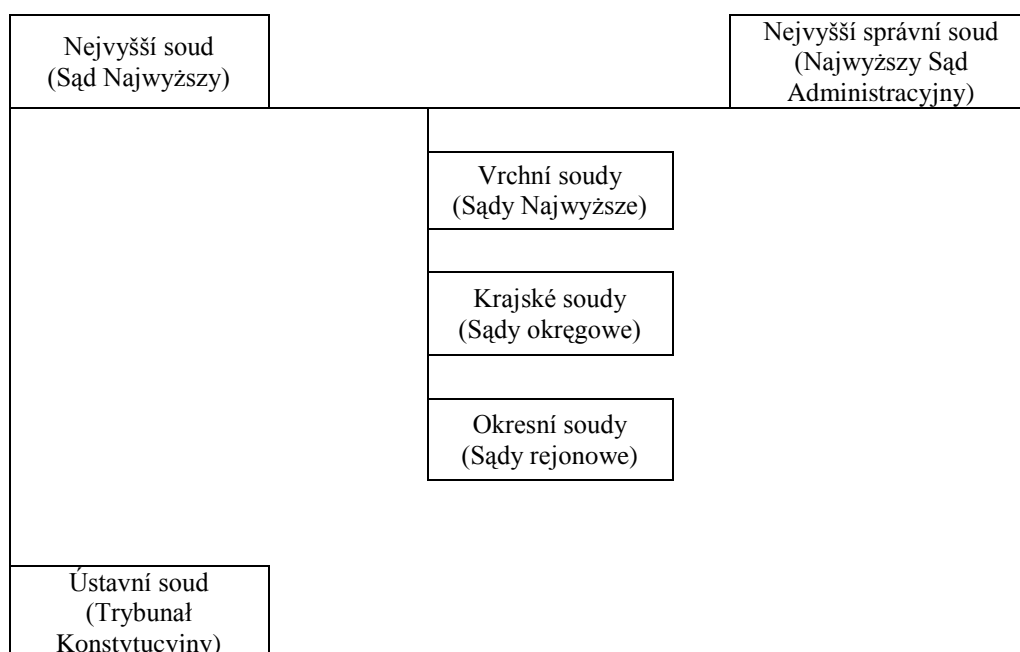 Nejvyšší soud
(Sąd Najwyższy)
Nejvyšší správní soud
(Najwyższy Sąd
Administracyjny)
Vrchní soudy
(Sądy Najwyższe)
Krajské soudy
(Sądy okręgowe)
Okresní soudy
(Sądy rejonowe)
Ústavní soud
(Trybunał
Konstytucyjny)